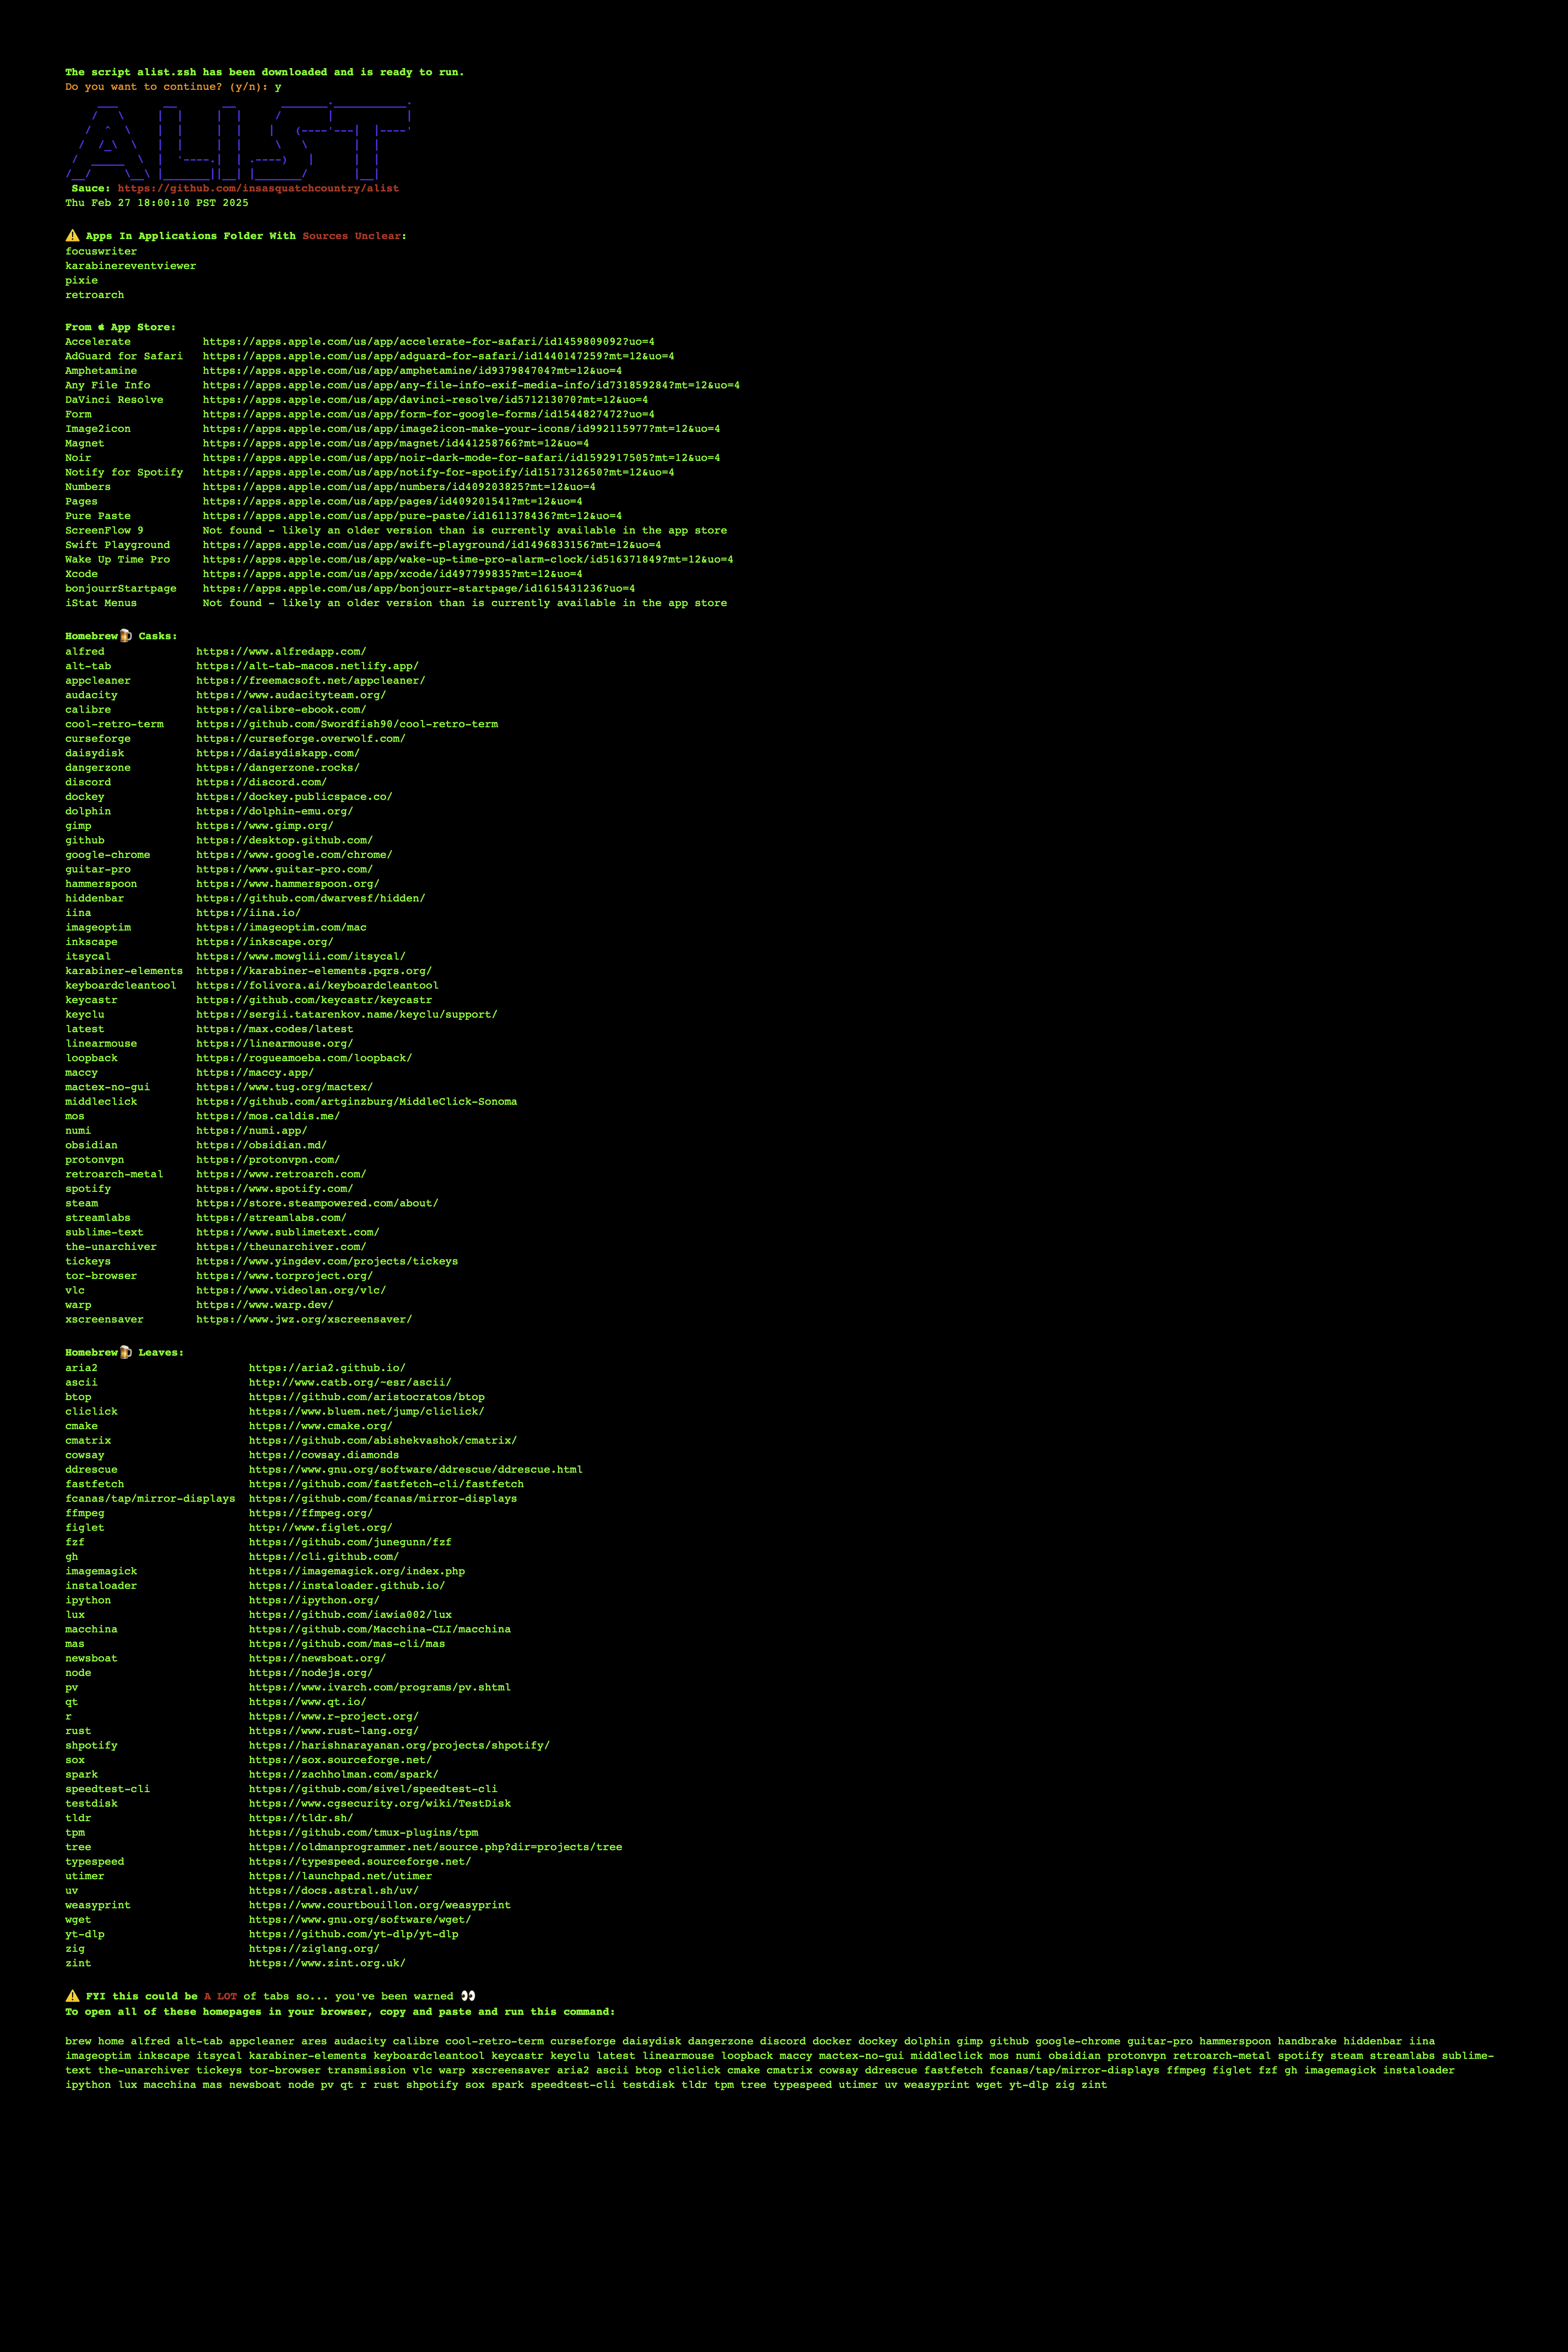 The script alist.zsh has been downloaded and is ready to run.
Do you want to continue? (y/n): y
ALIST
Sauce: https://github.com/insasquatchcountry/alist
Thu Feb 27 18:00:10 PST 2025
⚠️ Apps In Applications Folder With Sources Unclear:
focuswriter
karabinereventviewer
pixie
retroarch
From  App Store:
Accelerate https://apps.apple.com/us/app/accelerate-for-safari/id1459809092?uo=4
AdGuard for Safari https://apps.apple.com/us/app/adguard-for-safari/id1440147259?mt=12&uo=4
Amphetamine https://apps.apple.com/us/app/amphetamine/id937984704?mt=12&uo=4
Any File Info https://apps.apple.com/us/app/any-file-info-exif-media-info/id731859284?mt=12&uo=4
DaVinci Resolve https://apps.apple.com/us/app/davinci-resolve/id571213070?mt=12&uo=4
Form https://apps.apple.com/us/app/form-for-google-forms/id1544827472?uo=4
Image2icon https://apps.apple.com/us/app/image2icon-make-your-icons/id992115977?mt=12&uo=4
Magnet https://apps.apple.com/us/app/magnet/id441258766?mt=12&uo=4
Noir https://apps.apple.com/us/app/noir-dark-mode-for-safari/id1592917505?mt=12&uo=4
Notify for Spotify https://apps.apple.com/us/app/notify-for-spotify/id1517312650?mt=12&uo=4
Numbers https://apps.apple.com/us/app/numbers/id409203825?mt=12&uo=4
Pages https://apps.apple.com/us/app/pages/id409201541?mt=12&uo=4
Pure Paste https://apps.apple.com/us/app/pure-paste/id1611378436?mt=12&uo=4
ScreenFlow 9 Not found - likely an older version than is currently available in the app store
Swift Playground https://apps.apple.com/us/app/swift-playground/id1496833156?mt=12&uo=4
Wake Up Time Pro https://apps.apple.com/us/app/wake-up-time-pro-alarm-clock/id516371849?mt=12&uo=4
Xcode https://apps.apple.com/us/app/xcode/id497799835?mt=12&uo=4
bonjourrStartpage https://apps.apple.com/us/app/bonjourr-startpage/id1615431236?uo=4
iStat Menus Not found - likely an older version than is currently available in the app store
Homebrew🍺 Casks:
alfred https://www.alfredapp.com/
alt-tab https://alt-tab-macos.netlify.app/
appcleaner https://freemacsoft.net/appcleaner/
audacity https://www.audacityteam.org/
calibre https://calibre-ebook.com/
cool-retro-term https://github.com/Swordfish90/cool-retro-term
curseforge https://curseforge.overwolf.com/
daisydisk https://daisydiskapp.com/
dangerzone https://dangerzone.rocks/
discord https://discord.com/
dockey https://dockey.publicspace.co/
dolphin https://dolphin-emu.org/
gimp https://www.gimp.org/
github https://desktop.github.com/
google-chrome https://www.google.com/chrome/
guitar-pro https://www.guitar-pro.com/
hammerspoon https://www.hammerspoon.org/
hiddenbar https://github.com/dwarvesf/hidden/
iina https://iina.io/
imageoptim https://imageoptim.com/mac
inkscape https://inkscape.org/
itsycal https://www.mowglii.com/itsycal/
karabiner-elements https://karabiner-elements.pqrs.org/
keyboardcleantool https://folivora.ai/keyboardcleantool
keycastr https://github.com/keycastr/keycastr
keyclu https://sergii.tatarenkov.name/keyclu/support/
latest https://max.codes/latest
linearmouse https://linearmouse.org/
loopback https://rogueamoeba.com/loopback/
maccy https://maccy.app/
mactex-no-gui https://www.tug.org/mactex/
middleclick https://github.com/artginzburg/MiddleClick-Sonoma
mos https://mos.caldis.me/
numi https://numi.app/
obsidian https://obsidian.md/
protonvpn https://protonvpn.com/
retroarch-metal https://www.retroarch.com/
spotify https://www.spotify.com/
steam https://store.steampowered.com/about/
streamlabs https://streamlabs.com/
sublime-text https://www.sublimetext.com/
the-unarchiver https://theunarchiver.com/
tickeys https://www.yingdev.com/projects/tickeys
tor-browser https://www.torproject.org/
vlc https://www.videolan.org/vlc/
warp https://www.warp.dev/
xscreensaver https://www.jwz.org/xscreensaver/
Homebrew🍺 Leaves:
aria2 https://aria2.github.io/
ascii http://www.catb.org/~esr/ascii/
btop https://github.com/aristocratos/btop
cliclick https://www.bluem.net/jump/cliclick/
cmake https://www.cmake.org/
cmatrix https://github.com/abishekvashok/cmatrix/
cowsay https://cowsay.diamonds
ddrescue https://www.gnu.org/software/ddrescue/ddrescue.html
fastfetch https://github.com/fastfetch-cli/fastfetch
fcanas/tap/mirror-displays https://github.com/fcanas/mirror-displays
ffmpeg https://ffmpeg.org/
figlet http://www.figlet.org/
fzf https://github.com/junegunn/fzf
gh https://cli.github.com/
imagemagick https://imagemagick.org/index.php
instaloader https://instaloader.github.io/
ipython https://ipython.org/
lux https://github.com/iawia002/lux
macchina https://github.com/Macchina-CLI/macchina
mas https://github.com/mas-cli/mas
newsboat https://newsboat.org/
node https://nodejs.org/
pv https://www.ivarch.com/programs/pv.shtml
qt https://www.qt.io/
r https://www.r-project.org/
rust https://www.rust-lang.org/
shpotify https://harishnarayanan.org/projects/shpotify/
sox https://sox.sourceforge.net/
spark https://zachholman.com/spark/
speedtest-cli https://github.com/sivel/speedtest-cli
testdisk https://www.cgsecurity.org/wiki/TestDisk
tldr https://tldr.sh/
tpm https://github.com/tmux-plugins/tpm
tree https://oldmanprogrammer.net/source.php?dir=projects/tree
typespeed https://typespeed.sourceforge.net/
utimer https://launchpad.net/utimer
uv https://docs.astral.sh/uv/
weasyprint https://www.courtbouillon.org/weasyprint
wget https://www.gnu.org/software/wget/
yt-dlp https://github.com/yt-dlp/yt-dlp
zig https://ziglang.org/
zint https://www.zint.org.uk/
⚠️ FYI this could be A LOT of tabs so... you've been warned 👀
To open all of these homepages in your browser, copy and paste and run this command:
brew home alfred alt-tab appcleaner ares audacity calibre cool-retro-term curseforge daisydisk dangerzone discord docker dockey dolphin gimp github google-chrome guitar-pro hammerspoon handbrake hiddenbar iina
imageoptim inkscape itsycal karabiner-elements keyboardcleantool keycastr keyclu latest linearmouse loopback maccy mactex-no-gui middleclick mos numi obsidian protonvpn retroarch-metal spotify steam streamlabs sublime-
text the-unarchiver tickeys tor-browser transmission vlc warp xscreensaver aria2 ascii btop cliclick cmake cmatrix cowsay ddrescue fastfetch fcanas/tap/mirror-displays ffmpeg figlet fzf gh imagemagick instaloader
ipython lux macchina mas newsboat node pv qt r rust shpotify sox spark speedtest-cli testdisk tldr tpm tree typespeed utimer uv weasyprint wget yt-dlp zig zint